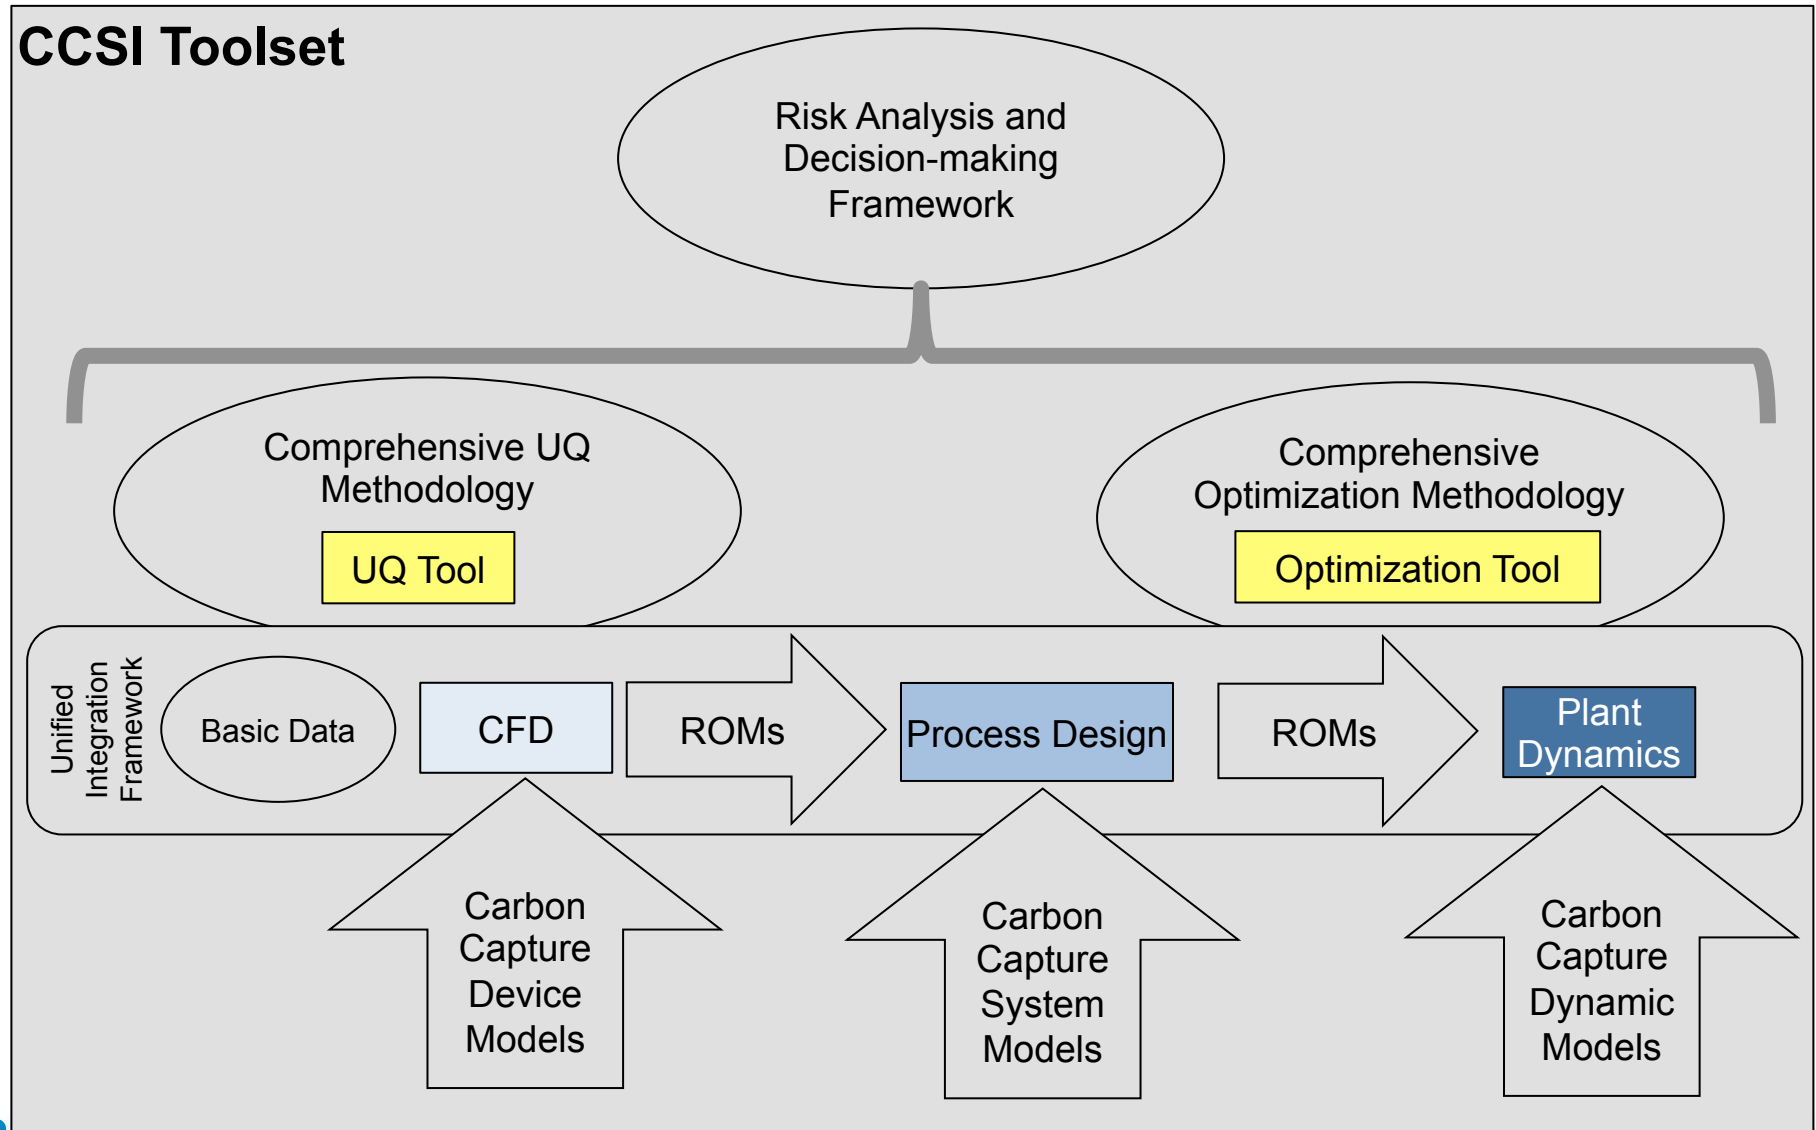 CCSI Toolset
Risk Analysis and
Decision-making
Framework
Comprehensive UQ
Methodology
UQ Tool
Comprehensive
Optimization Methodology
Optimization Tool
Unified
Integration
Framework
Basic Data
CFD
ROMs
Process Design
ROMs
Plant
Dynamics
Carbon
Capture
Device
Models
Carbon
Capture
System
Models
Carbon
Capture
Dynamic
Models